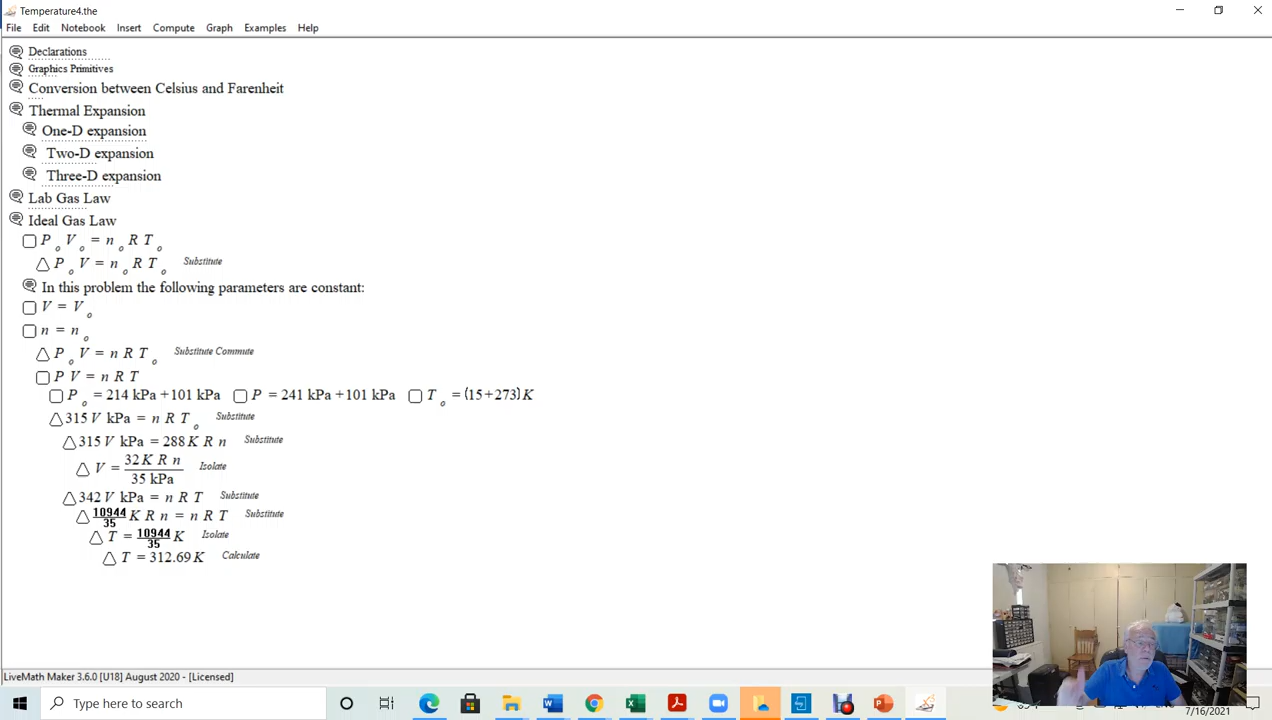 Temperature4.the
File Edit Notebook Insert Compute Graph Examples Help
Declarations
Graphics Primitives
Conversion between Celsius and Farenheit
Thermal Expansion
One-D expansion
Two-D expansion
Three-D expansion
Lab Gas Law
Ideal Gas Law
P o V o = n o R T o
P o V = n o R T o Substitute
In this problem the following parameters are constant:
V = V o
n = n o
P o V = n R T o Substitute Commute
P V = n R T
P o = 214 kPa +101 kPa P = 241 kPa +101 kPa T o = (15+273) K
315 V kPa = n R T o Substitute
315 V kPa = 288 K R n Substitute
V = 32 K R n / 35 kPa Isolate
342 V kPa = n R T Substitute
10944/35 K R n = n R T Substitute
T = 10944/35 K Isolate
T = 312.69 K Calculate
LiveMath Maker 3.6.0 [U18] August 2020 - [Licensed]
Type here to search
7/16/2021